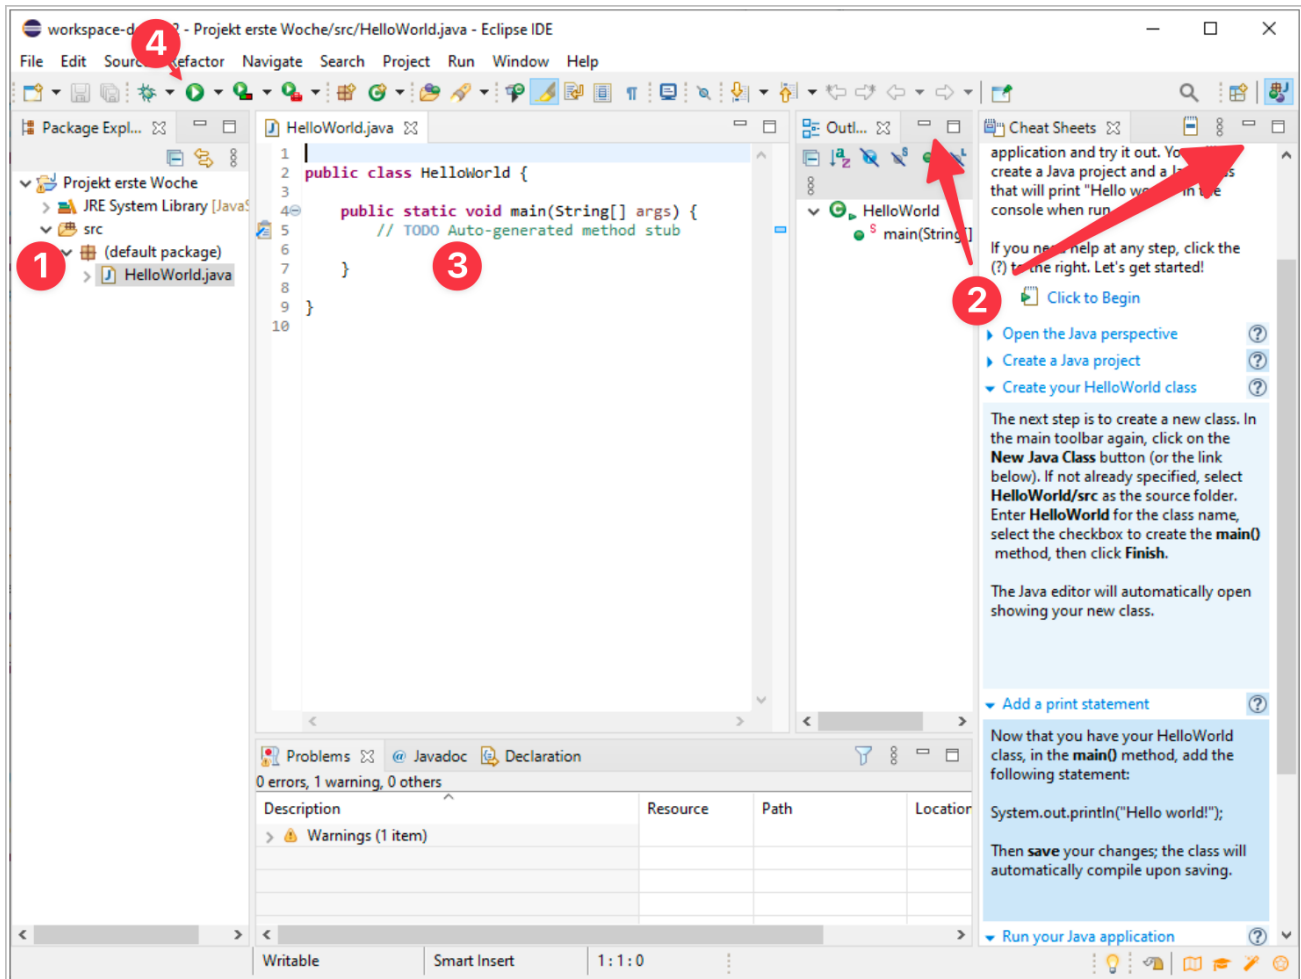 workspace-d 2 - Projekt erste Woche/src/HelloWorld.java - Eclipse IDE
4
File Edit Sourc efactor Navigate Search Project Run Window Help
Package Expl...
Projekt erste Woche
JRE System Library [JavaS
src
(default package)
HelloWorld.java
1
HelloWorld.java
1
2 public class HelloWorld {
3
4 public static void main(String[] args) {
5 // TODO Auto-generated method stub
6
7 }
8
9 }
10
3
Outl...
HelloWorld
main(String[]
2
Cheat Sheets
application and try it out. Yo
create a Java project and a J s
that will print "Hello wo in the
console when run
If you need help at any step, click the
(?) to the right. Let's get started!
Click to Begin
Open the Java perspective
Create a Java project
Create your HelloWorld class
The next step is to create a new class. In
the main toolbar again, click on the
New Java Class button (or the link
below). If not already specified, select
HelloWorld/src as the source folder.
Enter HelloWorld for the class name,
select the checkbox to create the main()
method, then click Finish.
The Java editor will automatically open
showing your new class.
Add a print statement
Now that you have your HelloWorld
class, in the main() method, add the
following statement:
System.out.println("Hello world!");
Then save your changes; the class will
automatically compile upon saving.
Run your Java application
Problems Javadoc Declaration
0 errors, 1 warning, 0 others
Description Resource Path Location
Warnings (1 item)
Writable Smart Insert 1 : 1 : 0